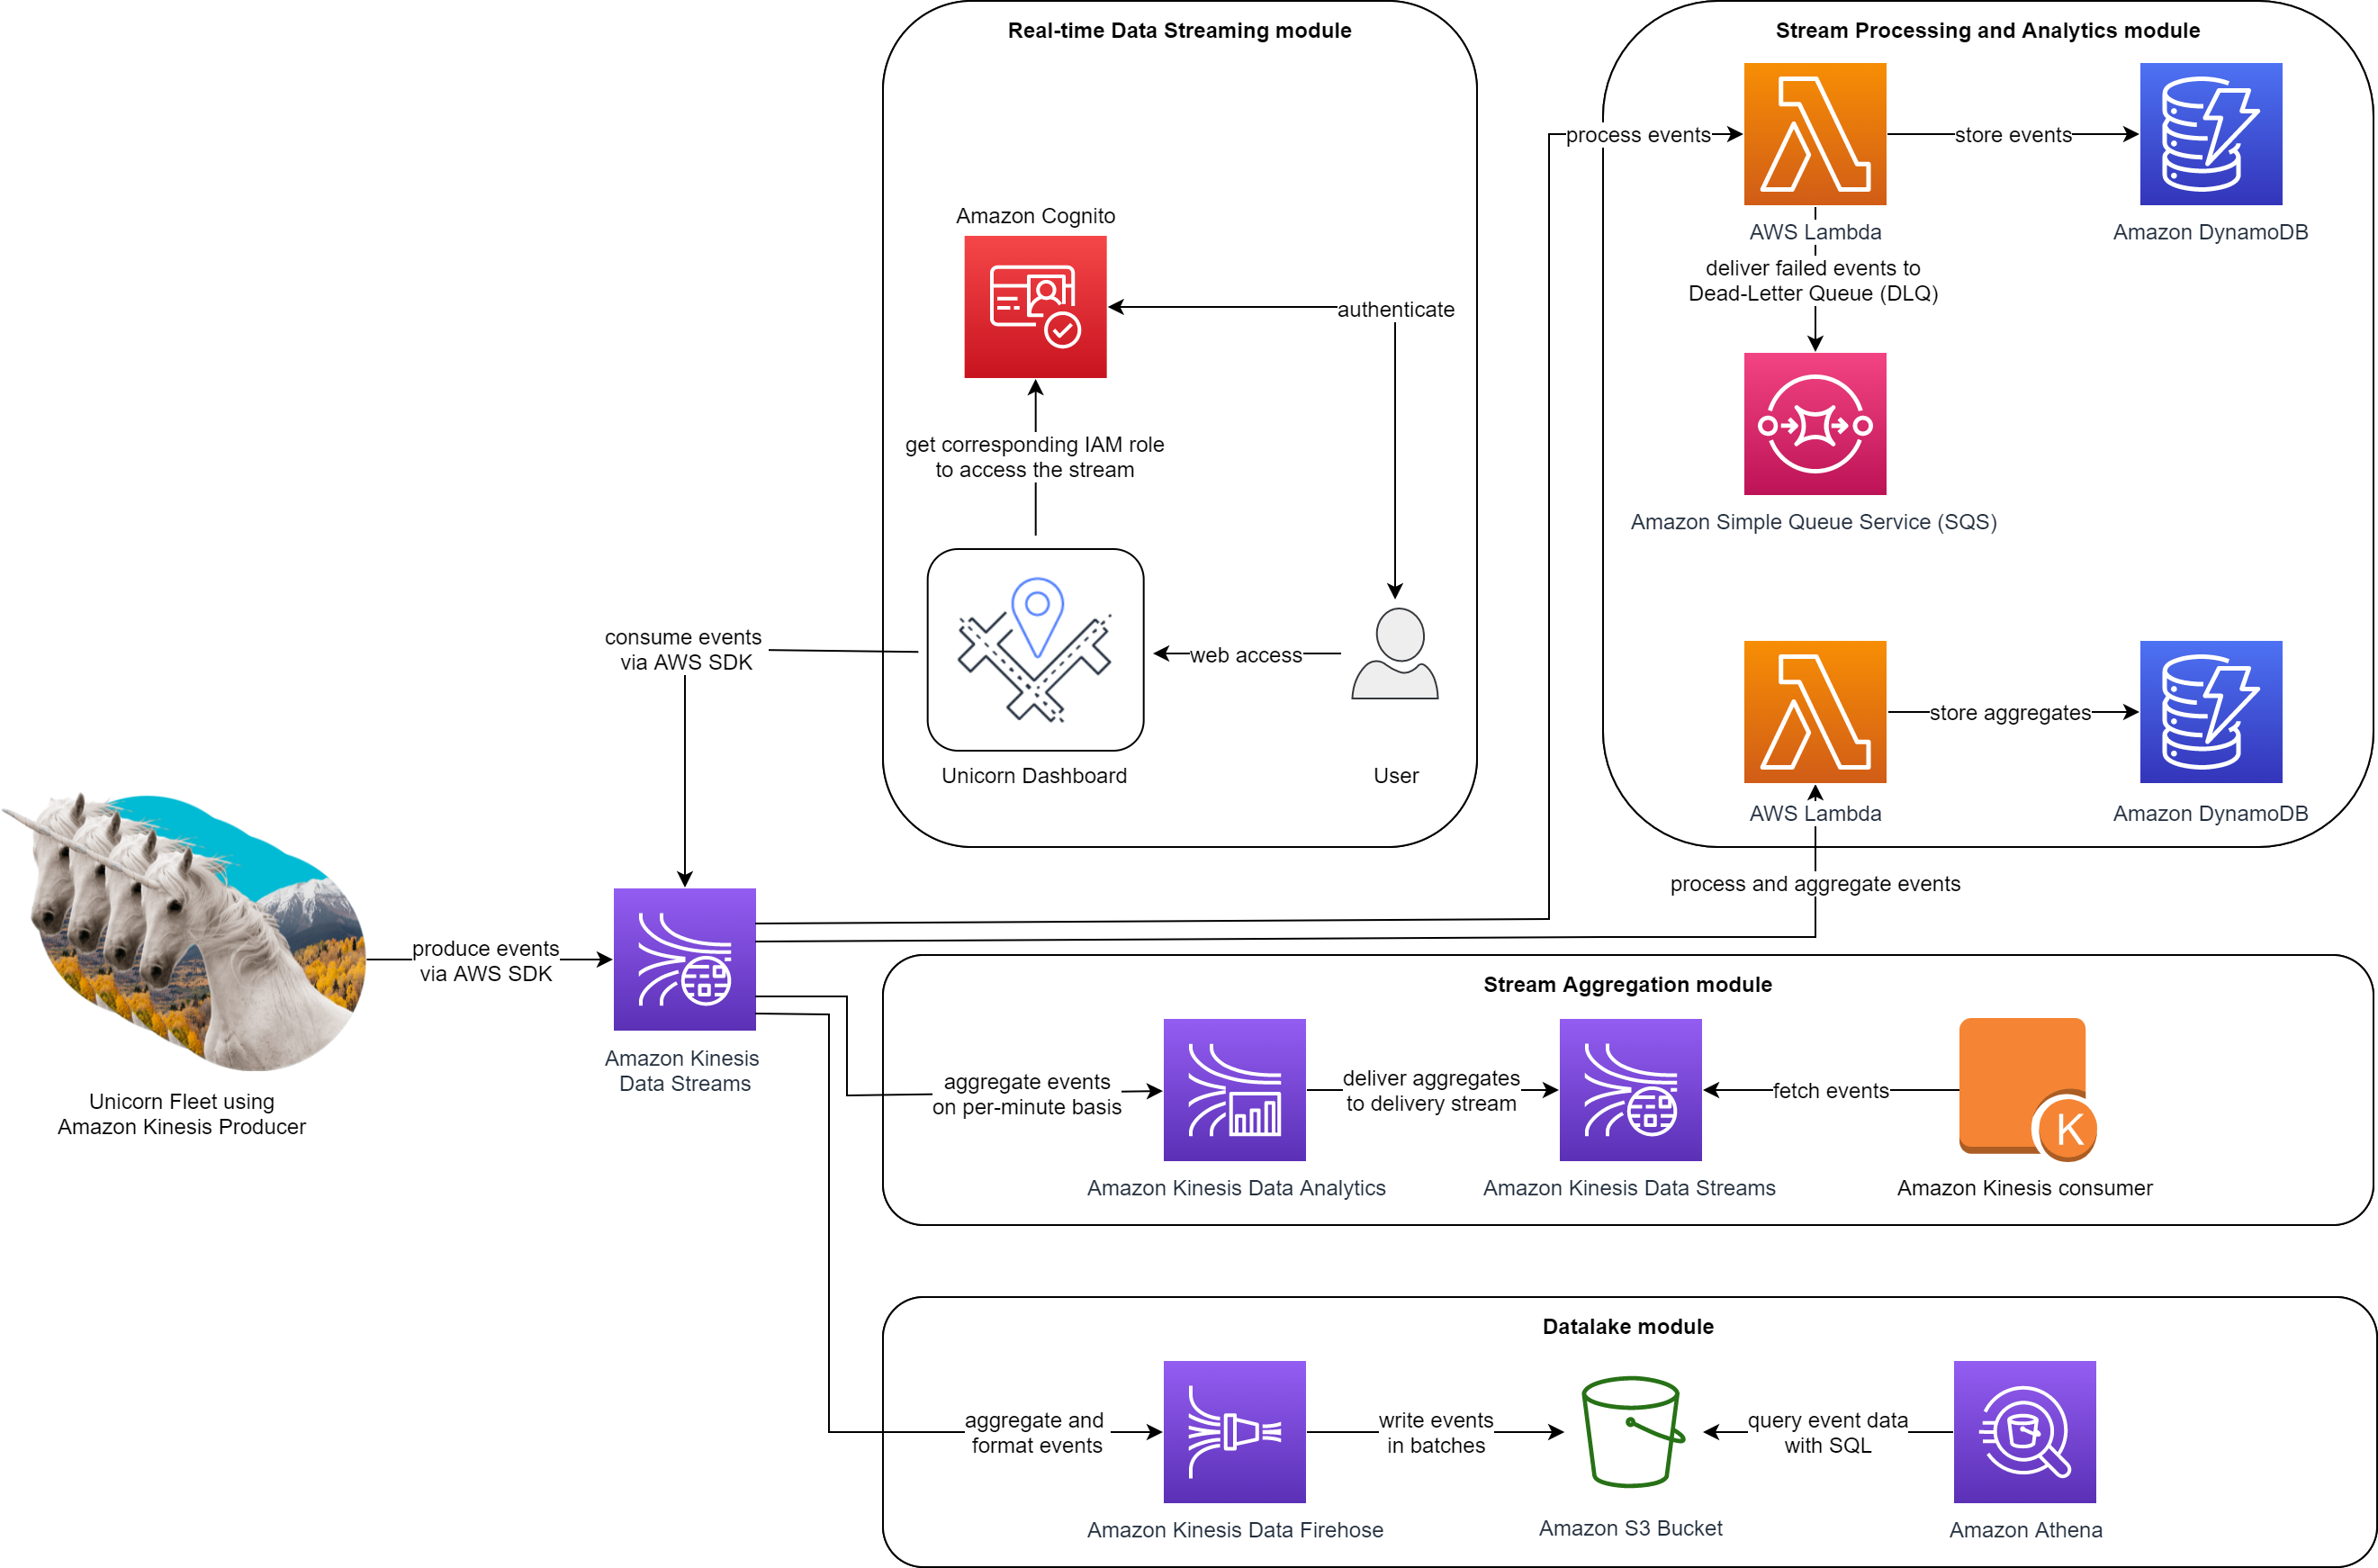 Real-time Data Streaming module
Stream Processing and Analytics module
process events
store events
Amazon Cognito
AWS Lambda
Amazon DynamoDB
deliver failed events to
Dead-Letter Queue (DLQ)
authenticate
get corresponding IAM role
to access the stream
Amazon Simple Queue Service (SQS)
consume events
via AWS SDK
web access
store aggregates
Unicorn Dashboard
User
AWS Lambda
Amazon DynamoDB
process and aggregate events
produce events
via AWS SDK
Stream Aggregation module
Amazon Kinesis
Data Streams
aggregate events
on per-minute basis
deliver aggregates
to delivery stream
fetch events
K
Unicorn Fleet using
Amazon Kinesis Producer
Amazon Kinesis Data Analytics
Amazon Kinesis Data Streams
Amazon Kinesis consumer
Datalake module
aggregate and
format events
write events
in batches
query event data
with SQL
Amazon Kinesis Data Firehose
Amazon S3 Bucket
Amazon Athena